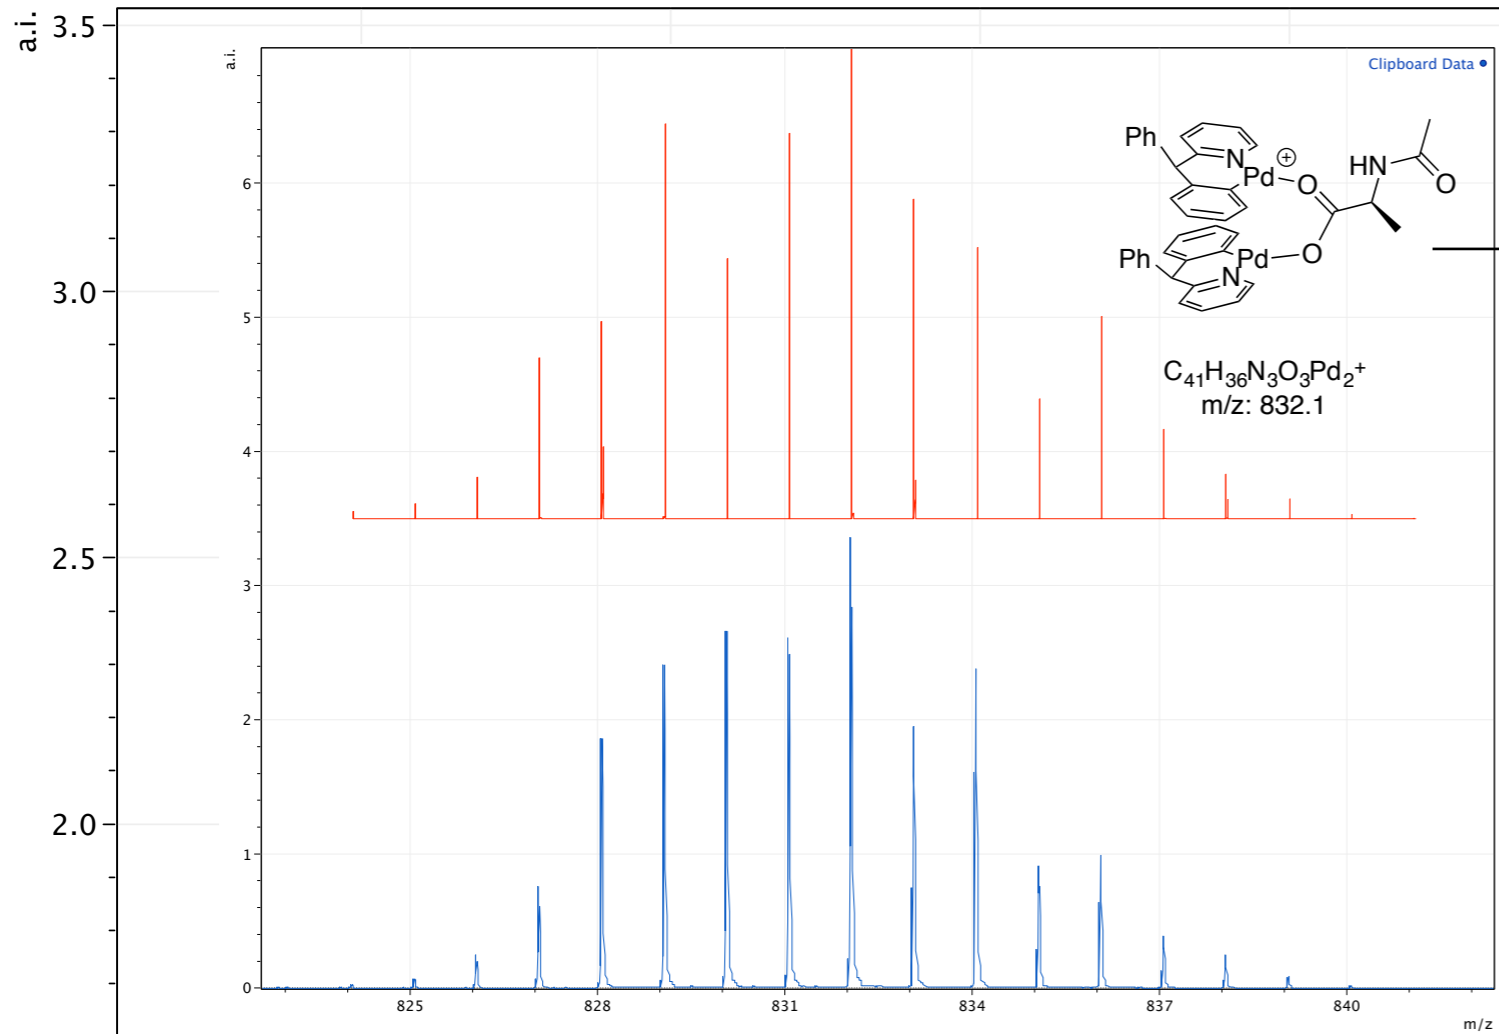 a.i.
3.5
3.0
2.5
2.0
a.i.
Clipboard Data
6
5
4
3
2
1
0
Ph
N
Pd
+
O
HN
O
Ph
Pd
N
O
C₄₁H₃₆N₃O₃Pd₂⁺
m/z: 832.1
825
828
831
834
837
840
m/z